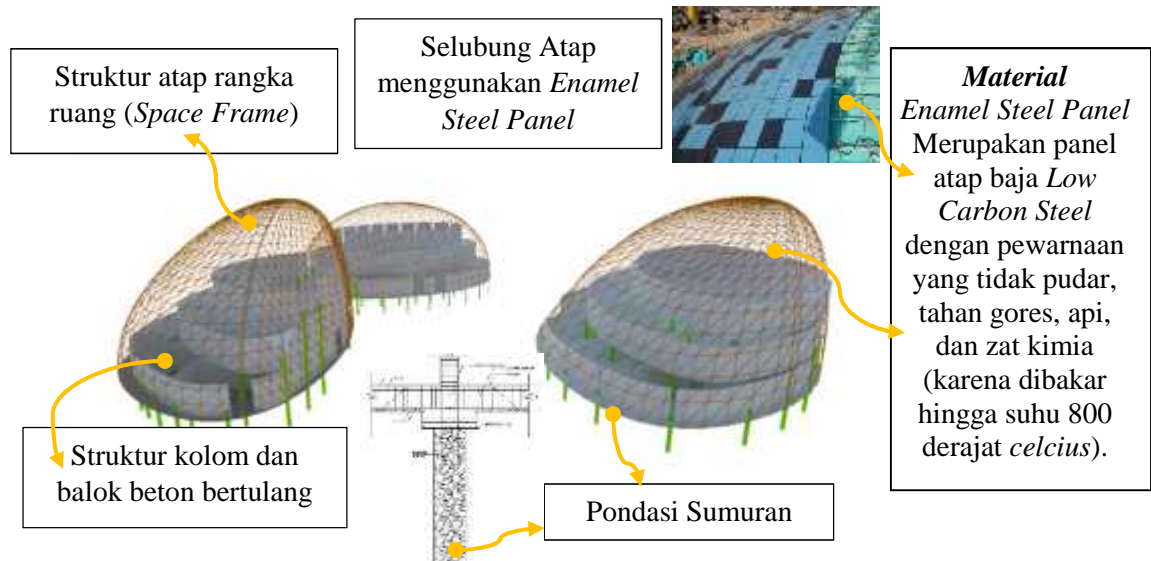 Struktur atap rangka
ruang (Space Frame)
Selubung Atap
menggunakan Enamel
Steel Panel
Material
Enamel Steel Panel
Merupakan panel
atap baja Low
Carbon Steel
dengan pewarnaan
yang tidak pudar,
tahan gores, api,
dan zat kimia
(karena dibakar
hingga suhu 800
derajat celcius).
Struktur kolom dan
balok beton bertulang
Pondasi Sumuran